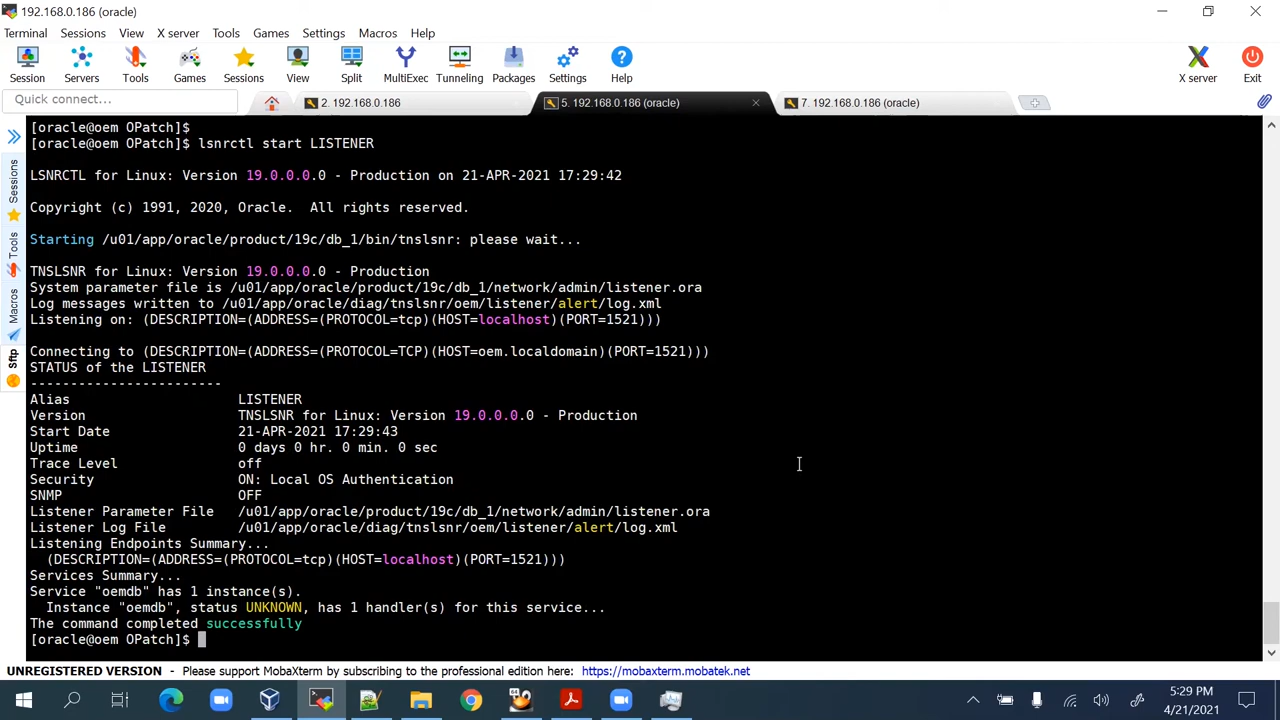 192.168.0.186 (oracle)
Terminal Sessions View X server Tools Games Settings Macros Help
Session Servers Tools Games Sessions View Split MultiExec Tunneling Packages Settings Help X server Exit
Quick connect... 2. 192.168.0.186 5. 192.168.0.186 (oracle) 7. 192.168.0.186 (oracle)
Sessions
Tools
Macros
Sftp
[oracle@oem OPatch]$
[oracle@oem OPatch]$ lsnrctl start LISTENER
LSNRCTL for Linux: Version 19.0.0.0.0 - Production on 21-APR-2021 17:29:42
Copyright (c) 1991, 2020, Oracle.  All rights reserved.
Starting /u01/app/oracle/product/19c/db_1/bin/tnslsnr: please wait...
TNSLSNR for Linux: Version 19.0.0.0.0 - Production
System parameter file is /u01/app/oracle/product/19c/db_1/network/admin/listener.ora
Log messages written to /u01/app/oracle/diag/tnslsnr/oem/listener/alert/log.xml
Listening on: (DESCRIPTION=(ADDRESS=(PROTOCOL=tcp)(HOST=localhost)(PORT=1521)))
Connecting to (DESCRIPTION=(ADDRESS=(PROTOCOL=TCP)(HOST=oem.localdomain)(PORT=1521)))
STATUS of the LISTENER
------------------------
Alias                     LISTENER
Version                   TNSLSNR for Linux: Version 19.0.0.0.0 - Production
Start Date                21-APR-2021 17:29:43
Uptime                    0 days 0 hr. 0 min. 0 sec
Trace Level               off
Security                  ON: Local OS Authentication
SNMP                      OFF
Listener Parameter File   /u01/app/oracle/product/19c/db_1/network/admin/listener.ora
Listener Log File         /u01/app/oracle/diag/tnslsnr/oem/listener/alert/log.xml
Listening Endpoints Summary...
  (DESCRIPTION=(ADDRESS=(PROTOCOL=tcp)(HOST=localhost)(PORT=1521)))
Services Summary...
Service "oemdb" has 1 instance(s).
  Instance "oemdb", status UNKNOWN, has 1 handler(s) for this service...
The command completed successfully
[oracle@oem OPatch]$
UNREGISTERED VERSION - Please support MobaXterm by subscribing to the professional edition here: https://mobaxterm.mobatek.net
5:29 PM
4/21/2021